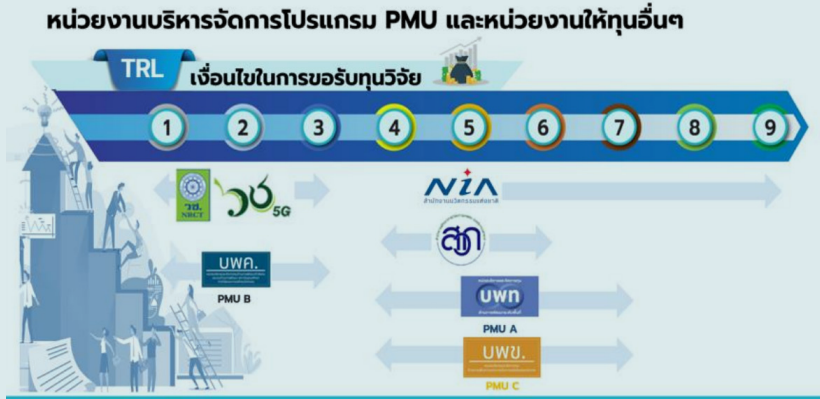 หน่วยงานบริหารจัดการโปรแกรม PMU และหน่วยงานให้ทุนอื่นๆ
TRL เงื่อนไขในการขอรับทุนวิจัย
1 2 3 4 5 6 7 8 9
วช.
NRCT
วช
5G
NIA
สำนักงานนวัตกรรมแห่งชาติ
สวก
บพค.
PMU B
บพท
PMU A
บพข.
PMU C